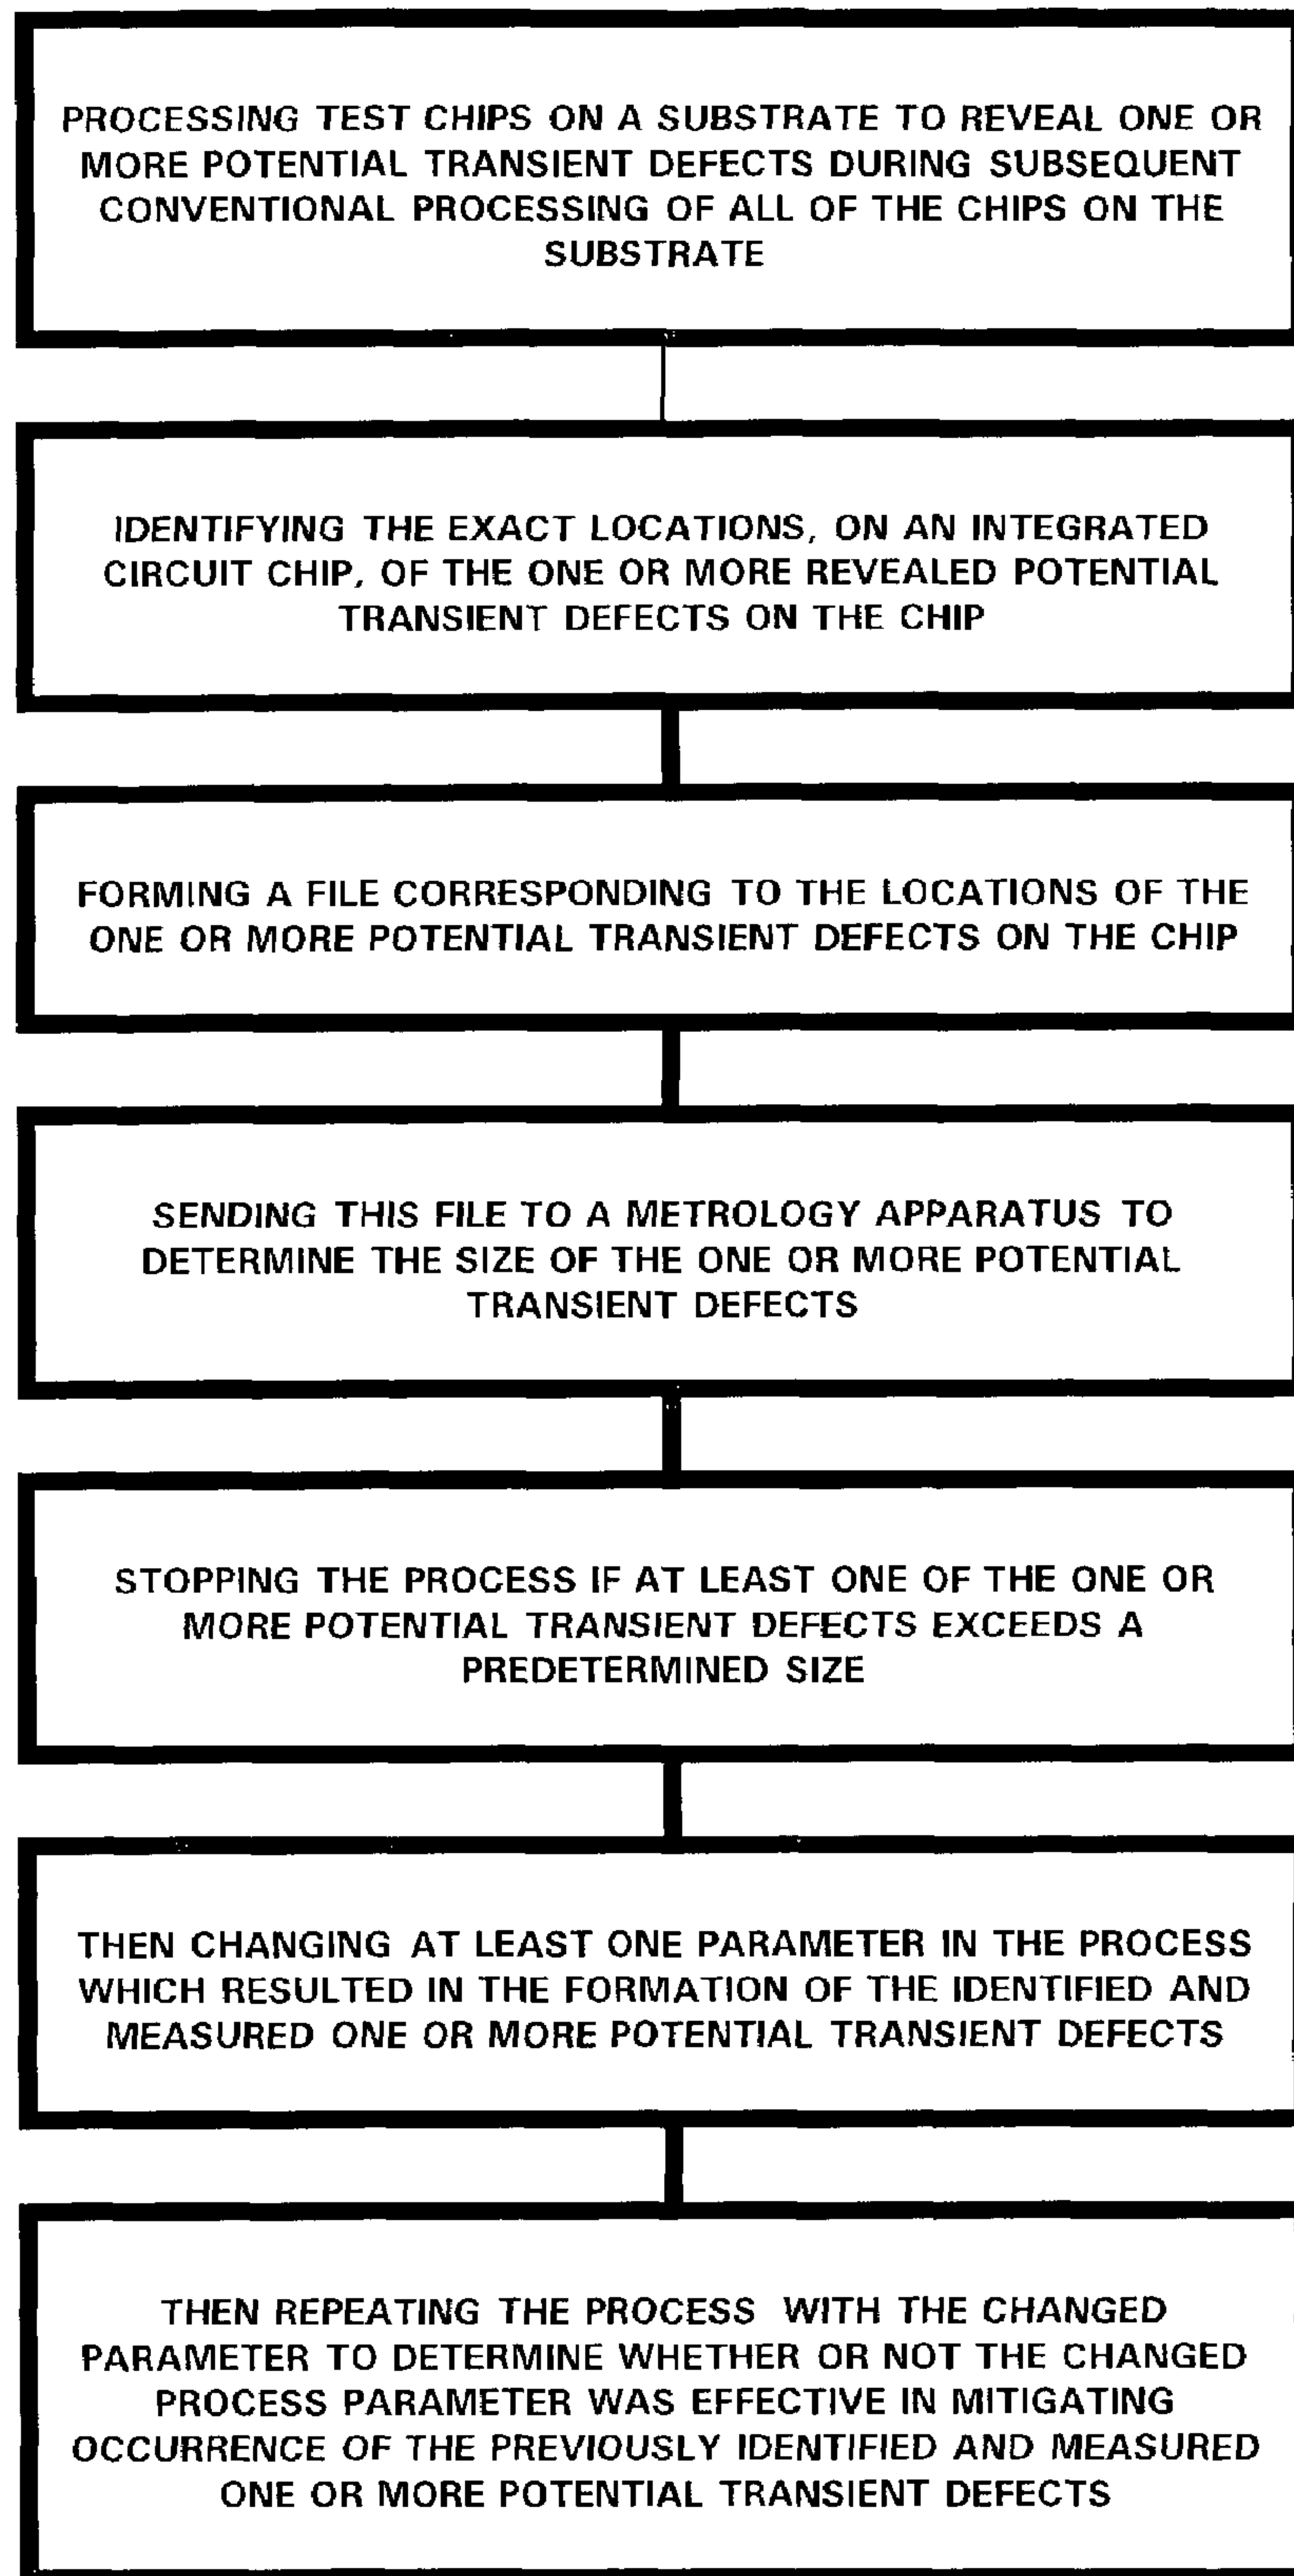 PROCESSING TEST CHIPS ON A SUBSTRATE TO REVEAL ONE OR
MORE POTENTIAL TRANSIENT DEFECTS DURING SUBSEQUENT
CONVENTIONAL PROCESSING OF ALL OF THE CHIPS ON THE
SUBSTRATE
IDENTIFYING THE EXACT LOCATIONS, ON AN INTEGRATED
CIRCUIT CHIP, OF THE ONE OR MORE REVEALED POTENTIAL
TRANSIENT DEFECTS ON THE CHIP
FORMING A FILE CORRESPONDING TO THE LOCATIONS OF THE
ONE OR MORE POTENTIAL TRANSIENT DEFECTS ON THE CHIP
SENDING THIS FILE TO A METROLOGY APPARATUS TO
DETERMINE THE SIZE OF THE ONE OR MORE POTENTIAL
TRANSIENT DEFECTS
STOPPING THE PROCESS IF AT LEAST ONE OF THE ONE OR
MORE POTENTIAL TRANSIENT DEFECTS EXCEEDS A
PREDETERMINED SIZE
THEN CHANGING AT LEAST ONE PARAMETER IN THE PROCESS
WHICH RESULTED IN THE FORMATION OF THE IDENTIFIED AND
MEASURED ONE OR MORE POTENTIAL TRANSIENT DEFECTS
THEN REPEATING THE PROCESS WITH THE CHANGED
PARAMETER TO DETERMINE WHETHER OR NOT THE CHANGED
PROCESS PARAMETER WAS EFFECTIVE IN MITIGATING
OCCURRENCE OF THE PREVIOUSLY IDENTIFIED AND MEASURED
ONE OR MORE POTENTIAL TRANSIENT DEFECTS